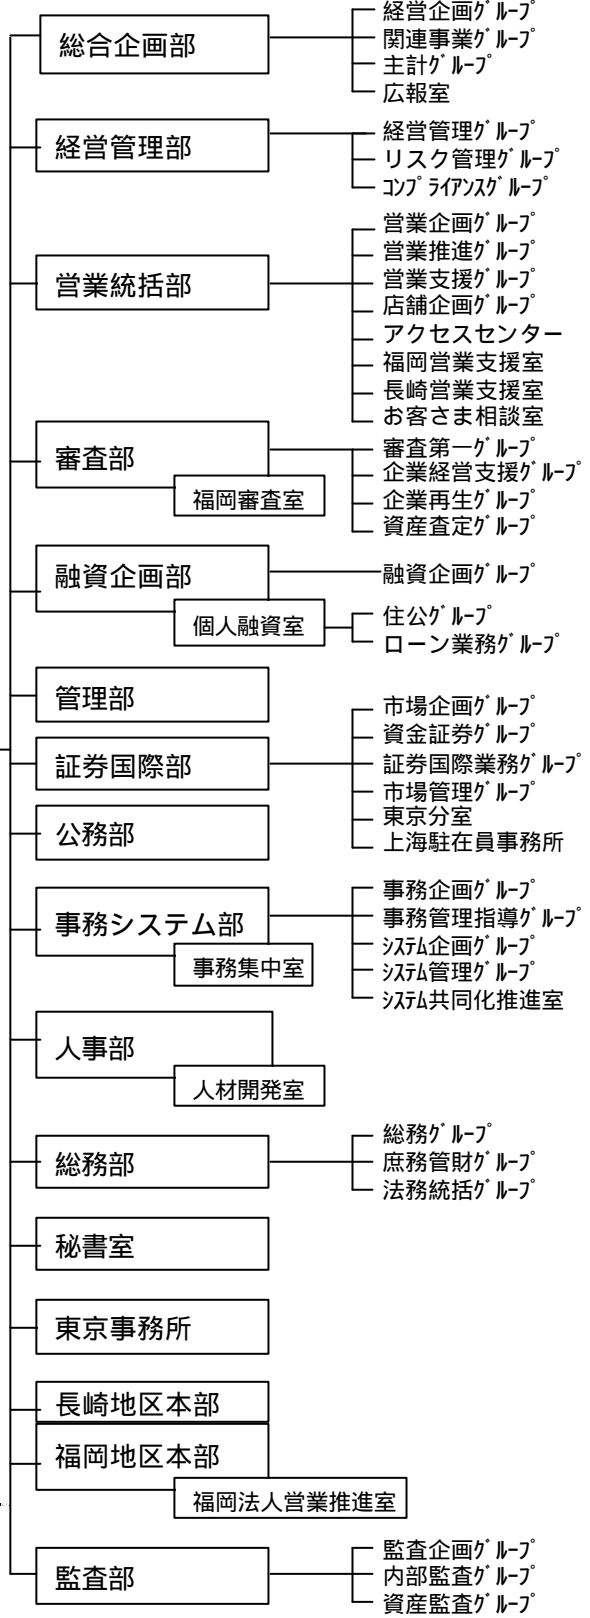 総合企画部
経営企画ｸﾞﾙｰﾌﾟ
関連事業ｸﾞﾙｰﾌﾟ
主計ｸﾞﾙｰﾌﾟ
広報室
経営管理部
経営管理ｸﾞﾙｰﾌﾟ
リスク管理ｸﾞﾙｰﾌﾟ
ｺﾝﾌﾟﾗｲｱﾝｽｸﾞﾙｰﾌﾟ
営業統括部
営業企画ｸﾞﾙｰﾌﾟ
営業推進ｸﾞﾙｰﾌﾟ
営業支援ｸﾞﾙｰﾌﾟ
店舗企画ｸﾞﾙｰﾌﾟ
アクセスセンター
福岡営業支援室
長崎営業支援室
お客さま相談室
審査部
福岡審査室
審査第一ｸﾞﾙｰﾌﾟ
企業経営支援ｸﾞﾙｰﾌﾟ
企業再生ｸﾞﾙｰﾌﾟ
資産査定ｸﾞﾙｰﾌﾟ
融資企画部
融資企画ｸﾞﾙｰﾌﾟ
個人融資室
住公ｸﾞﾙｰﾌﾟ
ローン業務ｸﾞﾙｰﾌﾟ
管理部
証券国際部
市場企画ｸﾞﾙｰﾌﾟ
資金証券ｸﾞﾙｰﾌﾟ
証券国際業務ｸﾞﾙｰﾌﾟ
市場管理ｸﾞﾙｰﾌﾟ
東京分室
上海駐在員事務所
公務部
事務システム部
事務集中室
事務企画ｸﾞﾙｰﾌﾟ
事務管理指導ｸﾞﾙｰﾌﾟ
ｼｽﾃﾑ企画ｸﾞﾙｰﾌﾟ
ｼｽﾃﾑ管理ｸﾞﾙｰﾌﾟ
ｼｽﾃﾑ共同化推進室
人事部
人材開発室
総務部
総務ｸﾞﾙｰﾌﾟ
庶務管財ｸﾞﾙｰﾌﾟ
法務統括ｸﾞﾙｰﾌﾟ
秘書室
東京事務所
長崎地区本部
福岡地区本部
福岡法人営業推進室
監査部
監査企画ｸﾞﾙｰﾌﾟ
内部監査ｸﾞﾙｰﾌﾟ
資産監査ｸﾞﾙｰﾌﾟ